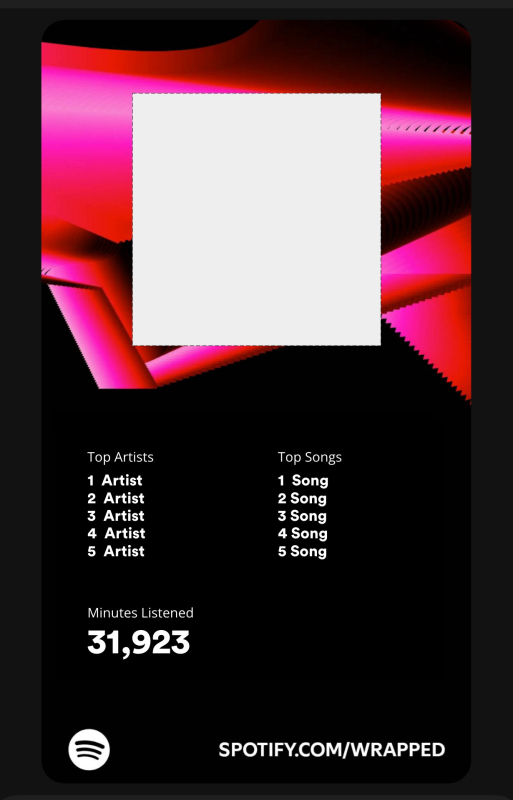 Top Artists
1 Artist
2 Artist
3 Artist
4 Artist
5 Artist
Top Songs
1 Song
2 Song
3 Song
4 Song
5 Song
Minutes Listened
31,923
SPOTIFY.COM/WRAPPED